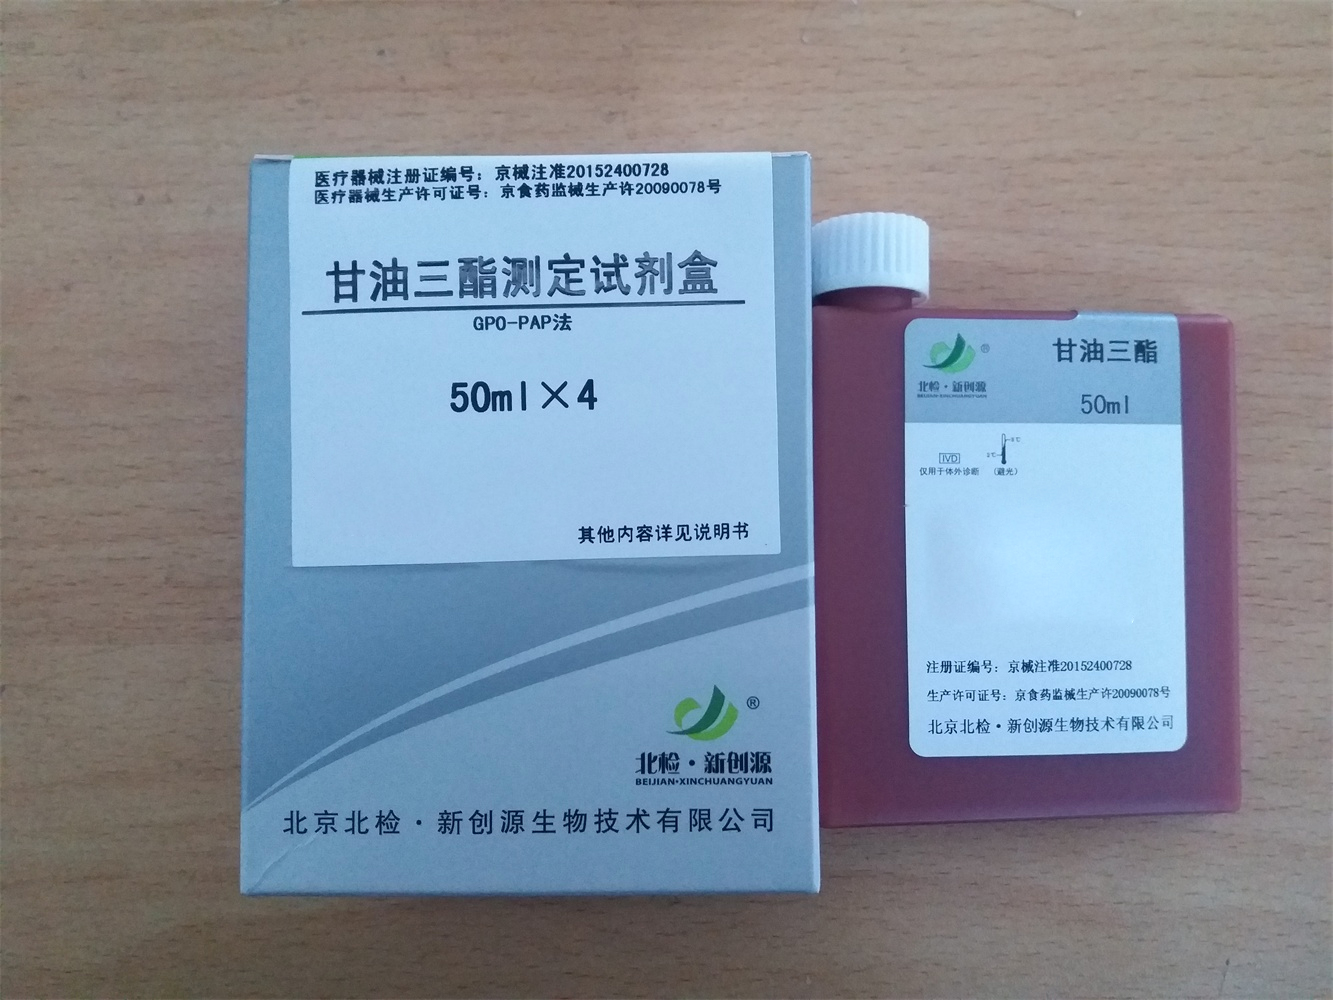 医疗器械注册证编号：京械注准20152400728
医疗器械生产许可证号：京食药监械生产许20090078号
甘油三酯测定试剂盒
GPO-PAP法
50ml×4
其他内容详见说明书
®
北检·新创源
BEIJIAN·XINCHUANGYUAN
北京北检·新创源生物技术有限公司
®
甘油三酯
北检·新创源
BEIJIAN·XINCHUANGYUAN
50ml
8℃
IVD
2℃
仅用于体外诊断
(避光)
注册证编号：京械注准20152400728
生产许可证号：京食药监械生产许20090078号
北京北检·新创源生物技术有限公司